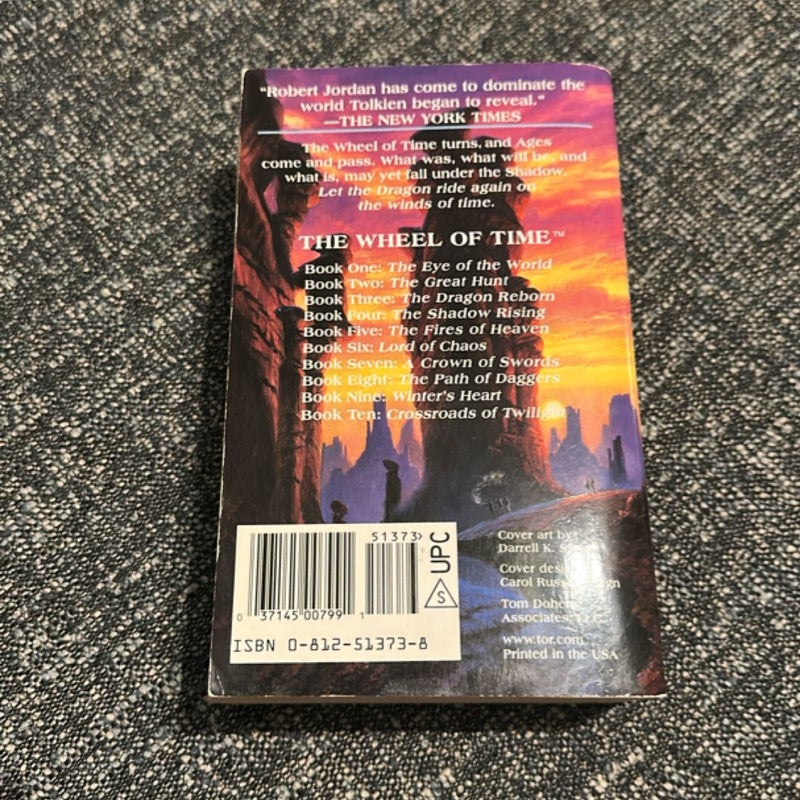 "Robert Jordan has come to dominate the
world Tolkien began to reveal."
—THE NEW YORK TIMES
The Wheel of Time turns, and Ages
come and pass. What was, what will be, and
what is, may yet fall under the Shadow.
Let the Dragon ride again on
the winds of time.
THE WHEEL OF TIME™
Book One: The Eye of the World
Book Two: The Great Hunt
Book Three: The Dragon Reborn
Book Four: The Shadow Rising
Book Five: The Fires of Heaven
Book Six: Lord of Chaos
Book Seven: A Crown of Swords
Book Eight: The Path of Daggers
Book Nine: Winter's Heart
Book Ten: Crossroads of Twilight
51373>
UPC
S
0 37145 00799 1
ISBN 0-812-51373-8
Cover art by
Darrell K.
Cover
Carol
Tom
Associates,
www.tor.com
Printed in the USA